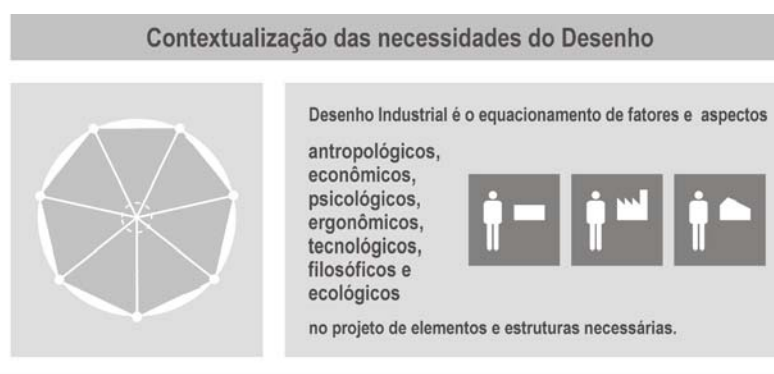 Contextualização das necessidades do Desenho
Desenho Industrial é o equacionamento de fatores e aspectos
antropológicos,
econômicos,
psicológicos,
ergonômicos,
tecnológicos,
filosóficos e
ecológicos
no projeto de elementos e estruturas necessárias.